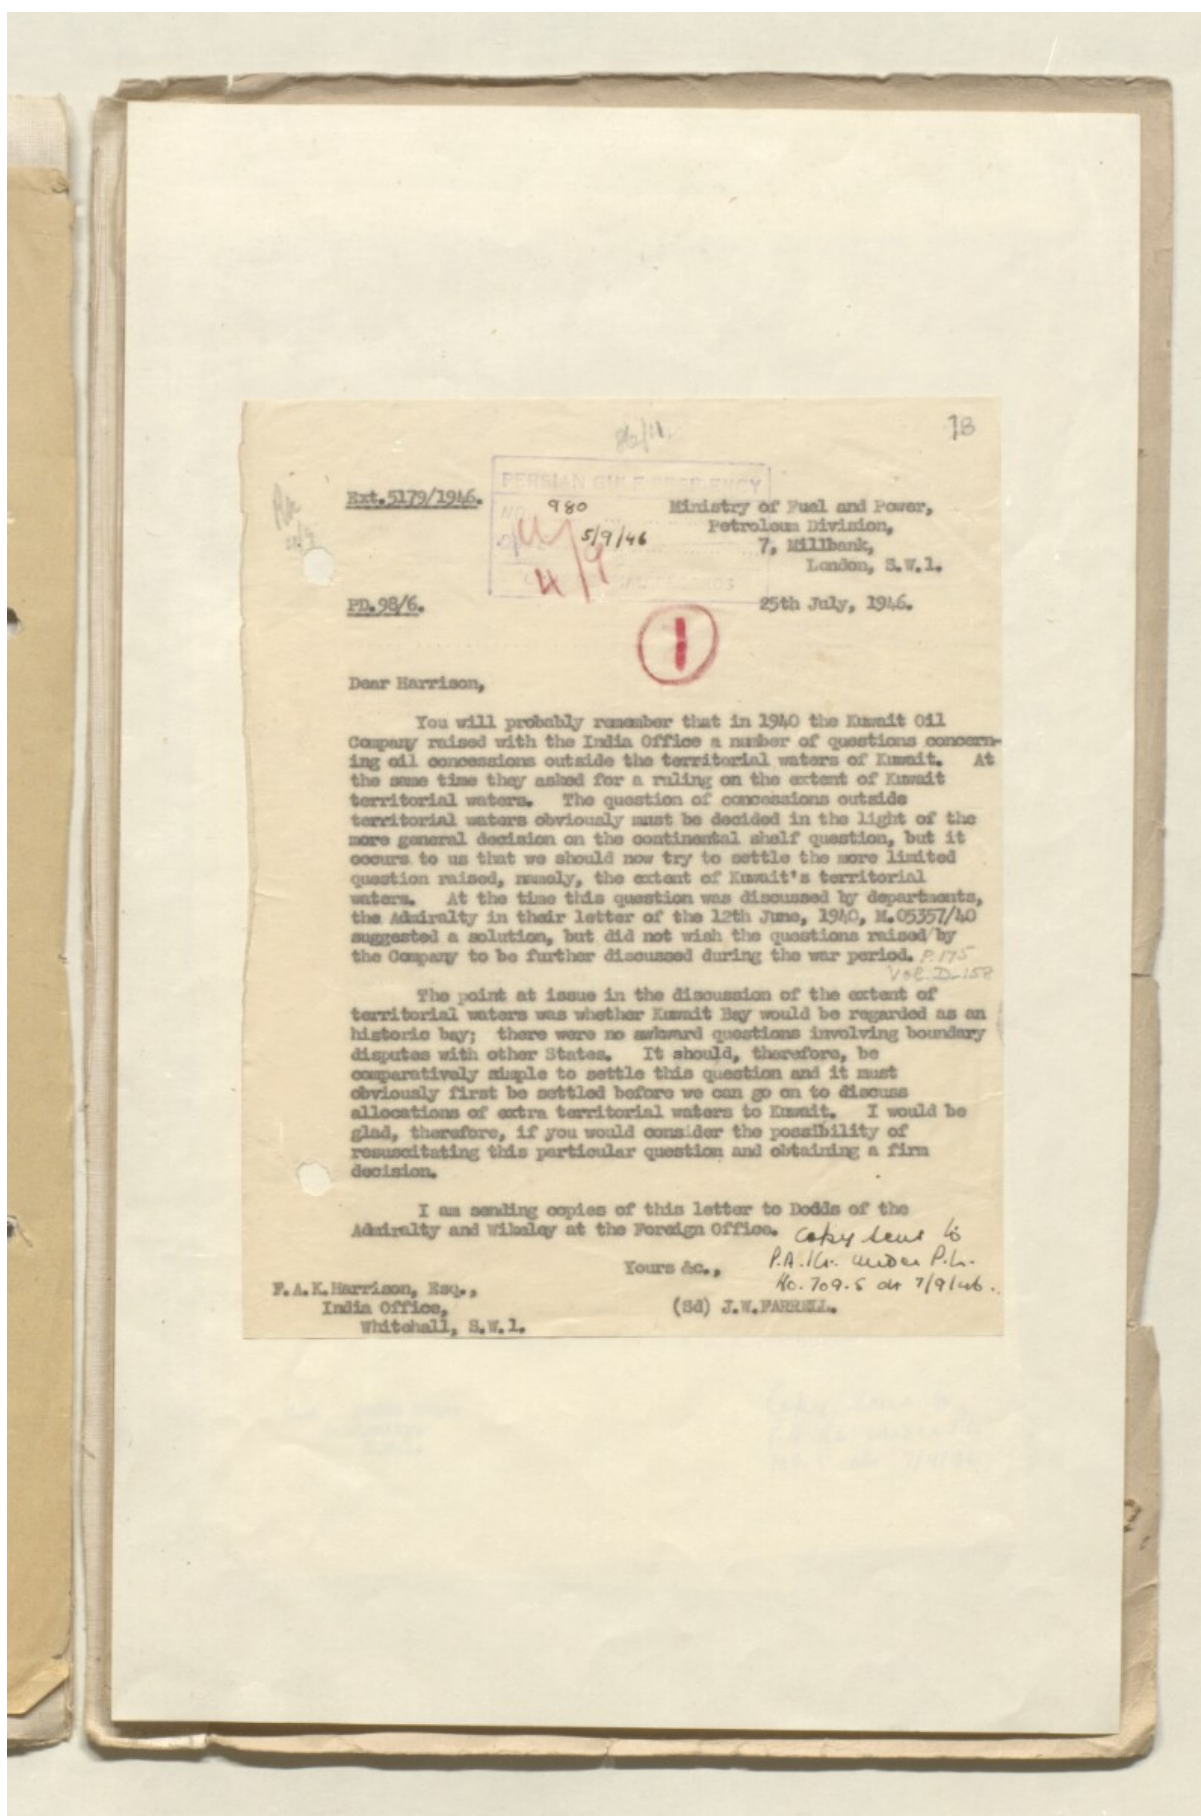 86/11.
1B
PERSIAN GULF RESIDENCY
Ext.5179/1946.
No. 980
5/9/46
4/9
CONFIDENTIAL RECORDS
Ministry of Fuel and Power,
Petroleum Division,
7, Millbank,
London, S.W.1.
PD.98/6.
25th July, 1946.
1
Dear Harrison,
You will probably remember that in 1940 the Kuwait Oil
Company raised with the India Office a number of questions concern-
ing oil concessions outside the territorial waters of Kuwait. At
the same time they asked for a ruling on the extent of Kuwait
territorial waters. The question of concessions outside
territorial waters obviously must be decided in the light of the
more general decision on the continental shelf question, but it
occurs to us that we should now try to settle the more limited
question raised, namely, the extent of Kuwait's territorial
waters. At the time this question was discussed by departments,
the Admiralty in their letter of the 12th June, 1940, M.05357/40
suggested a solution, but did not wish the questions raised by
the Company to be further discussed during the war period. P.175
Vol. D-158
The point at issue in the discussion of the extent of
territorial waters was whether Kuwait Bay would be regarded as an
historic bay; there were no awkward questions involving boundary
disputes with other States. It should, therefore, be
comparatively simple to settle this question and it must
obviously first be settled before we can go on to discuss
allocations of extra territorial waters to Kuwait. I would be
glad, therefore, if you would consider the possibility of
resuscitating this particular question and obtaining a firm
decision.
I am sending copies of this letter to Dodds of the
Admiralty and Wikeley at the Foreign Office.
Copy sent to
P.A. Kt. under P.L.
No. 709-S dt 7/9/46.
Yours &c.,
(Sd) J.W.FARRELL.
F.A.K.Harrison, Esq.,
India Office,
Whitehall, S.W.1.